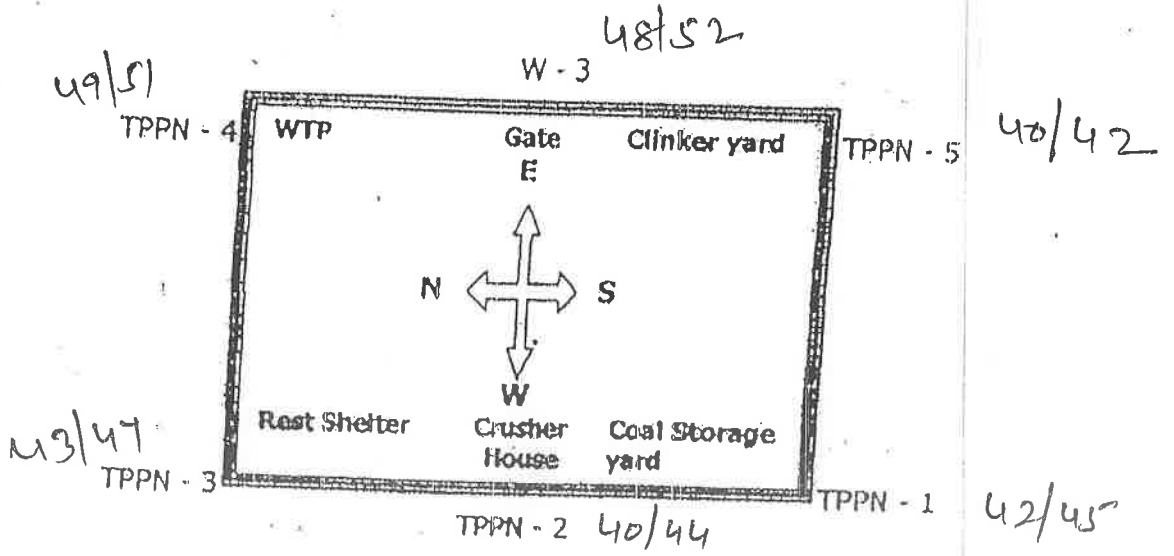 48/52
W - 3
49/51
TPPN - 4
WTP
Gate
Clinker yard
TPPN - 5
40/42
E
N
S
W
Rest Shelter
Crusher
House
Coal Storage
yard
43/47
TPPN - 3
TPPN - 1
42/45
TPPN - 2
40/44